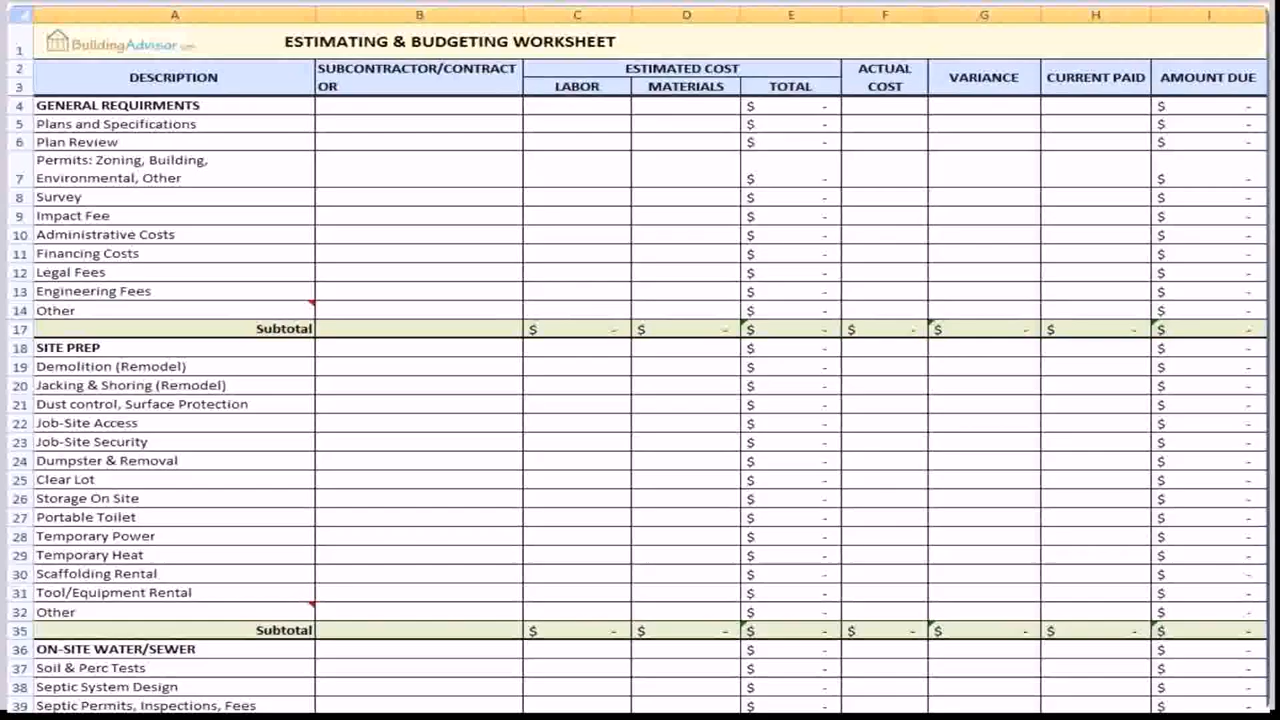 A B C D E F G H I
1 BuildingAdvisor.com ESTIMATING & BUDGETING WORKSHEET
2 SUBCONTRACTOR/CONTRACT ESTIMATED COST ACTUAL
DESCRIPTION VARIANCE CURRENT PAID AMOUNT DUE
3 OR LABOR MATERIALS TOTAL COST
4 GENERAL REQUIRMENTS $ - $ -
5 Plans and Specifications $ - $ -
6 Plan Review $ - $ -
Permits: Zoning, Building,
7 Environmental, Other $ - $ -
8 Survey $ - $ -
9 Impact Fee $ - $ -
10 Administrative Costs $ - $ -
11 Financing Costs $ - $ -
12 Legal Fees $ - $ -
13 Engineering Fees $ - $ -
14 Other $ - $ -
17 Subtotal $ - $ - $ - $ - $ - $ - $ -
18 SITE PREP $ - $ -
19 Demolition (Remodel) $ - $ -
20 Jacking & Shoring (Remodel) $ - $ -
21 Dust control, Surface Protection $ - $ -
22 Job-Site Access $ - $ -
23 Job-Site Security $ - $ -
24 Dumpster & Removal $ - $ -
25 Clear Lot $ - $ -
26 Storage On Site $ - $ -
27 Portable Toilet $ - $ -
28 Temporary Power $ - $ -
29 Temporary Heat $ - $ -
30 Scaffolding Rental $ - $ -
31 Tool/Equipment Rental $ - $ -
32 Other $ - $ -
35 Subtotal $ - $ - $ - $ - $ - $ - $ -
36 ON-SITE WATER/SEWER $ - $ -
37 Soil & Perc Tests $ - $ -
38 Septic System Design $ - $ -
39 Septic Permits, Inspections, Fees $ - $ -